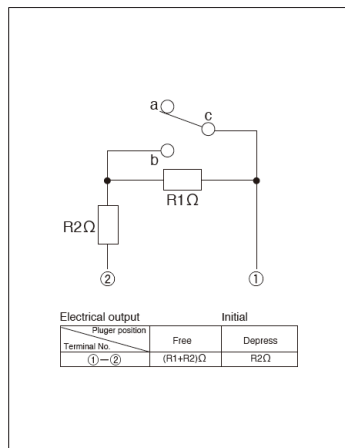 a
c
b
R1Ω
R2Ω
② ①
Electrical output Initial
Pluger position
Terminal No.
Free Depress
①－② (R1+R2)Ω R2Ω